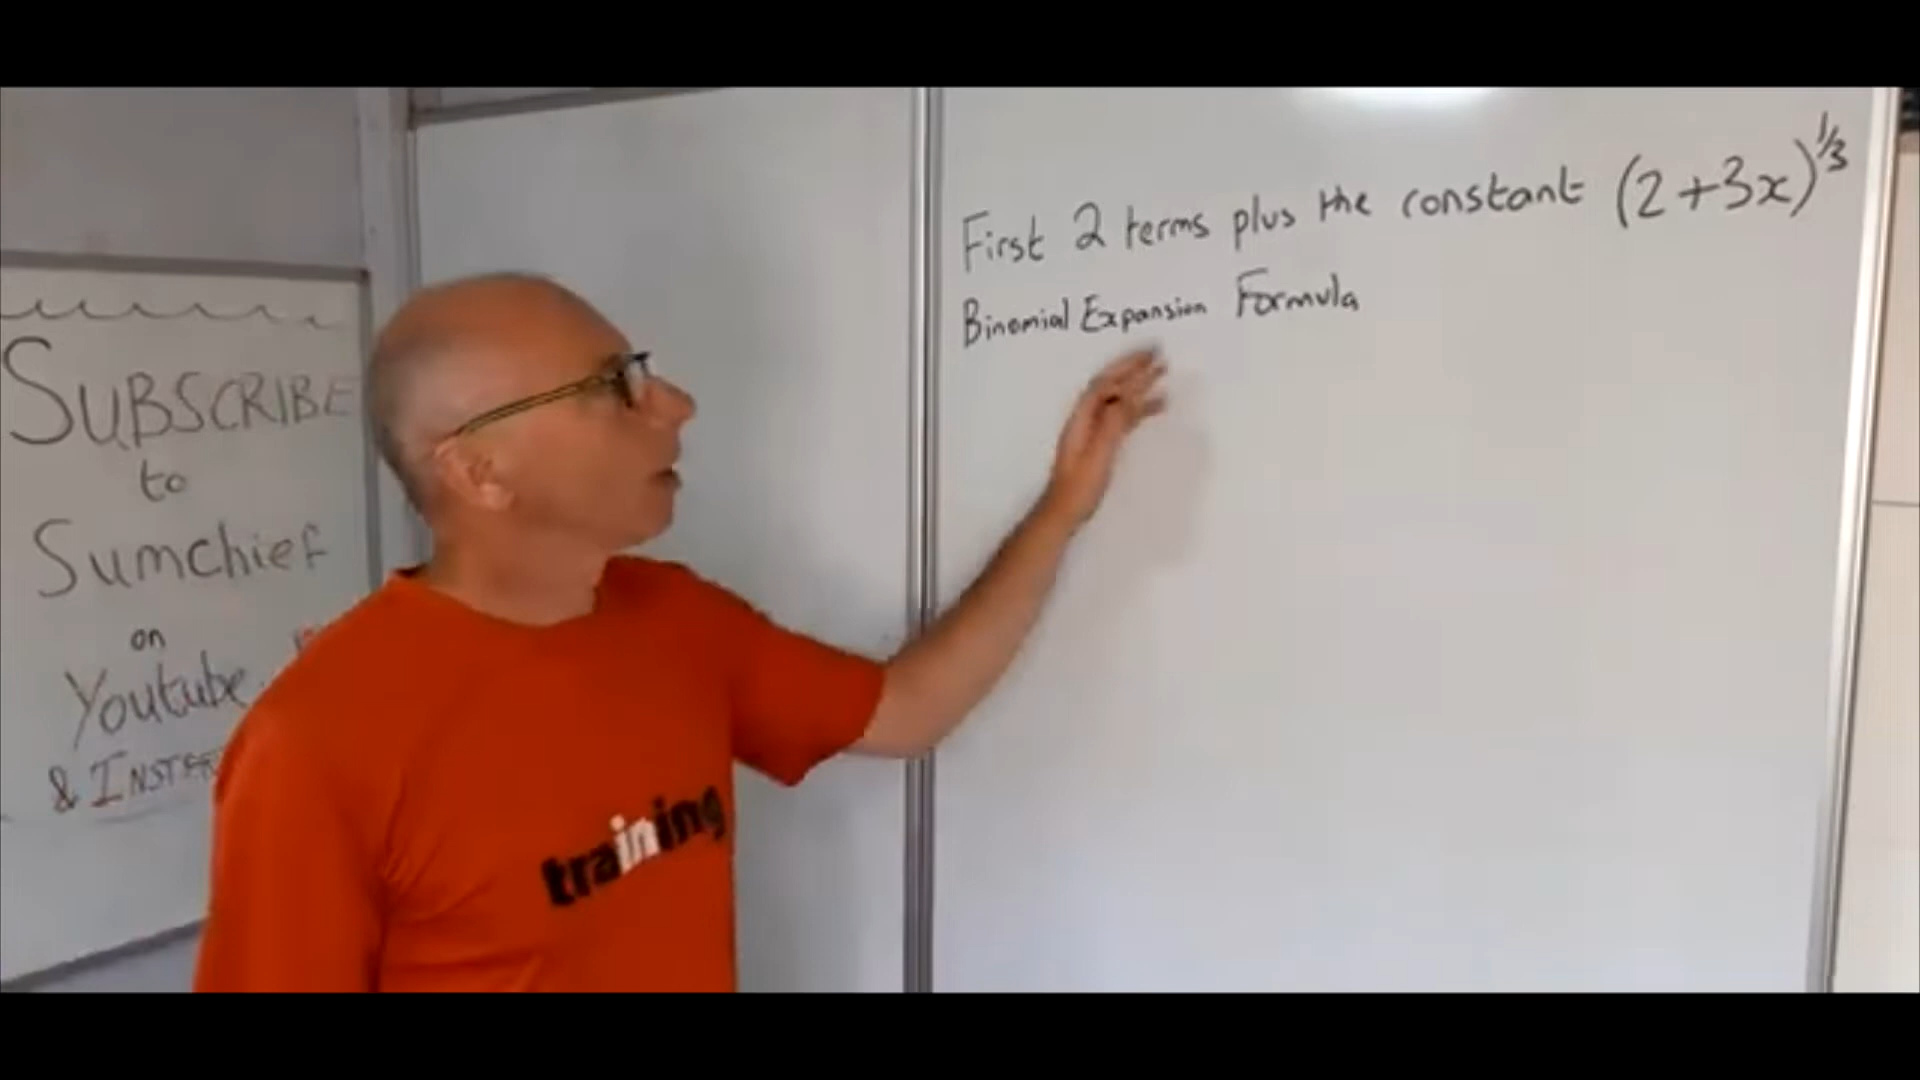 SUBSCRIBE
to
Sumchief
on
Youtube
&
training
First 2 terms plus the constant (2+3x)^1/3
Binomial Expansion Formula